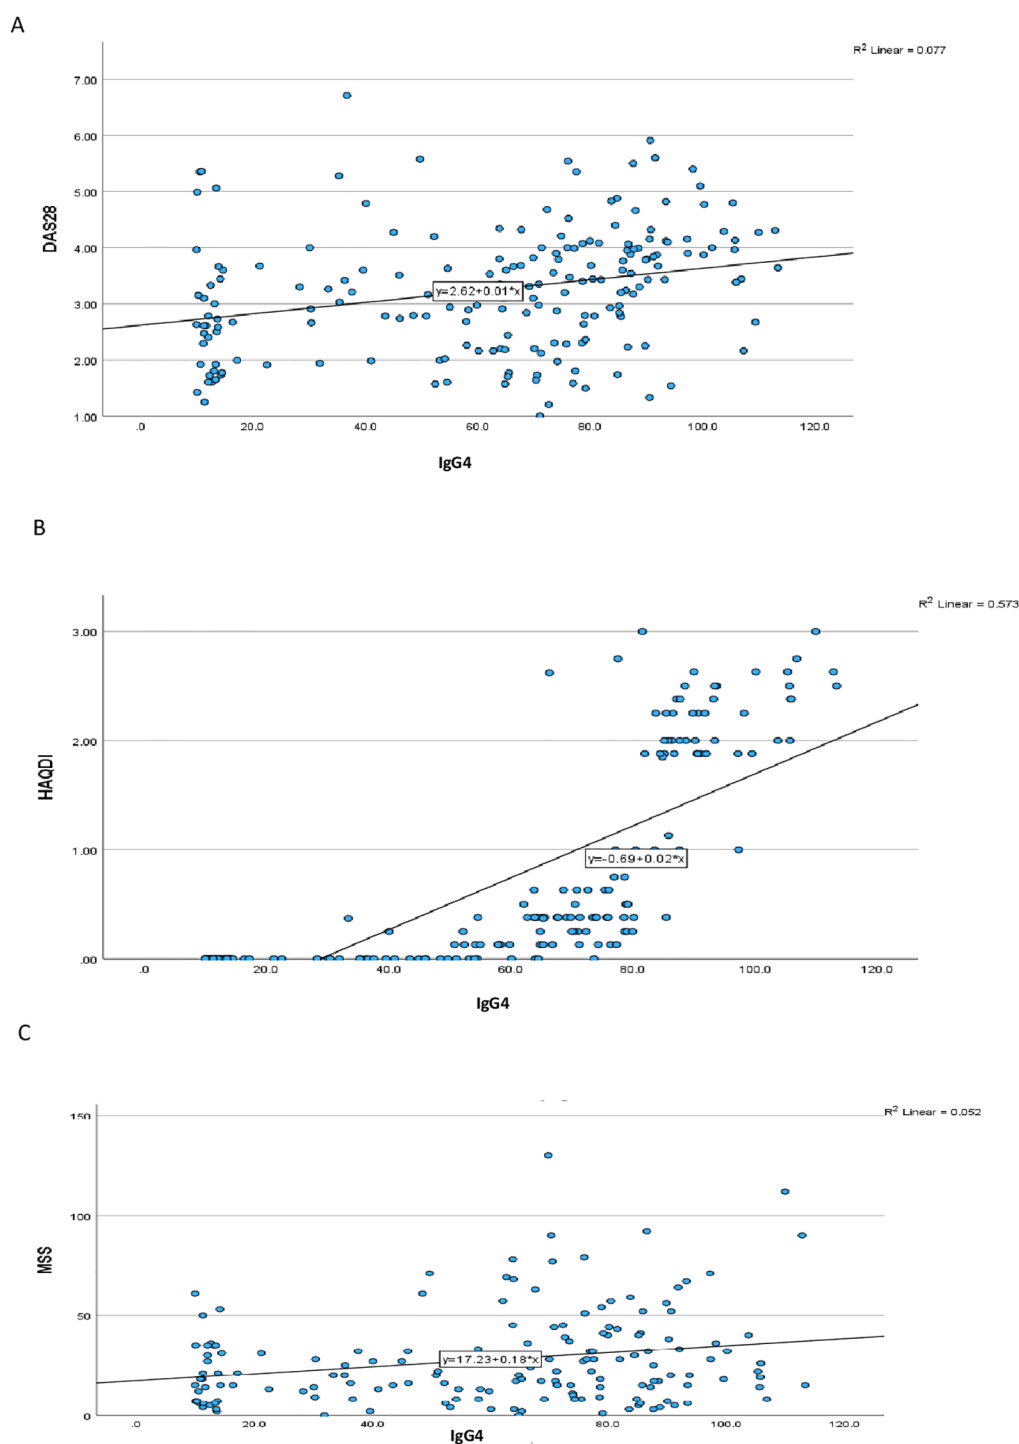 A
R² Linear = 0.077
7.00
6.00
5.00
4.00
3.00
2.00
1.00
DAS28
y=2.62+0.01*x
.0 20.0 40.0 60.0 80.0 100.0 120.0
IgG4
B
R² Linear = 0.573
3.00
2.00
1.00
.00
HAQDI
y=-0.69+0.02*x
.0 20.0 40.0 60.0 80.0 100.0 120.0
IgG4
C
R² Linear = 0.052
150
100
50
0
MSS
y=17.23+0.18*x
.0 20.0 40.0 60.0 80.0 100.0 120.0
IgG4